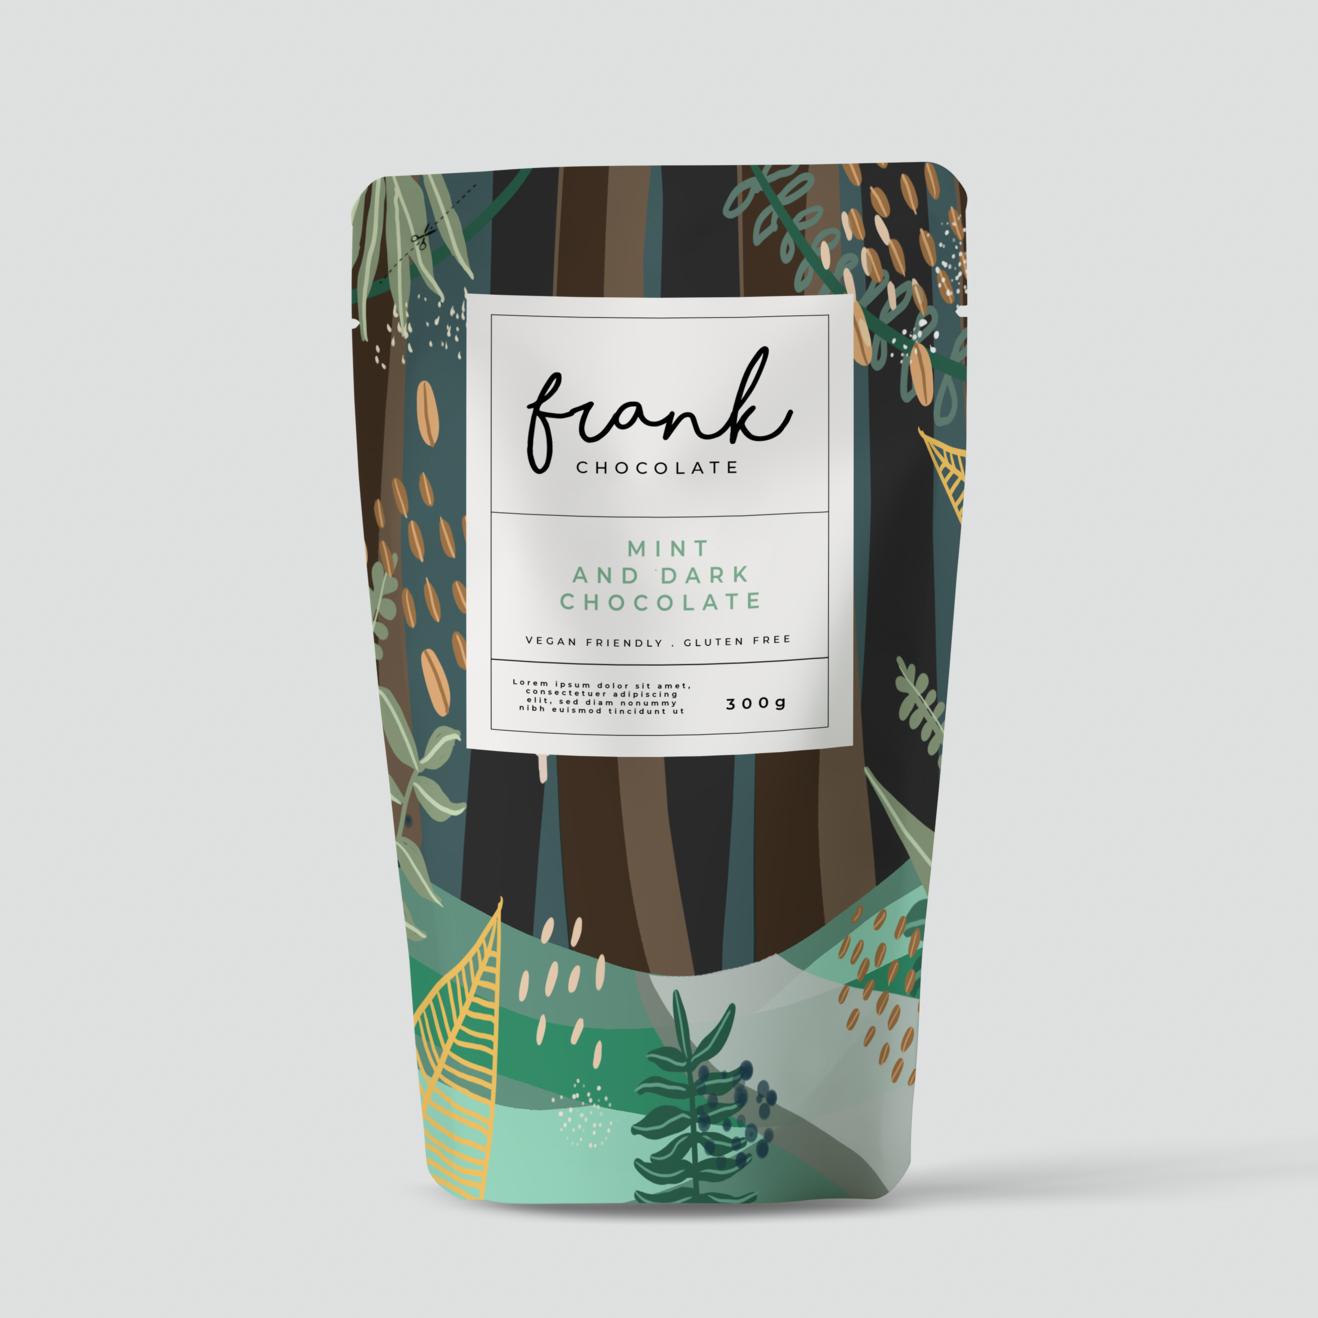 frank
CHOCOLATE
MINT
AND DARK
CHOCOLATE
VEGAN FRIENDLY . GLUTEN FREE
Lorem ipsum dolor sit amet,
consectetuer adipiscing
elit, sed diam nonummy
nibh euismod tincidunt ut
300g